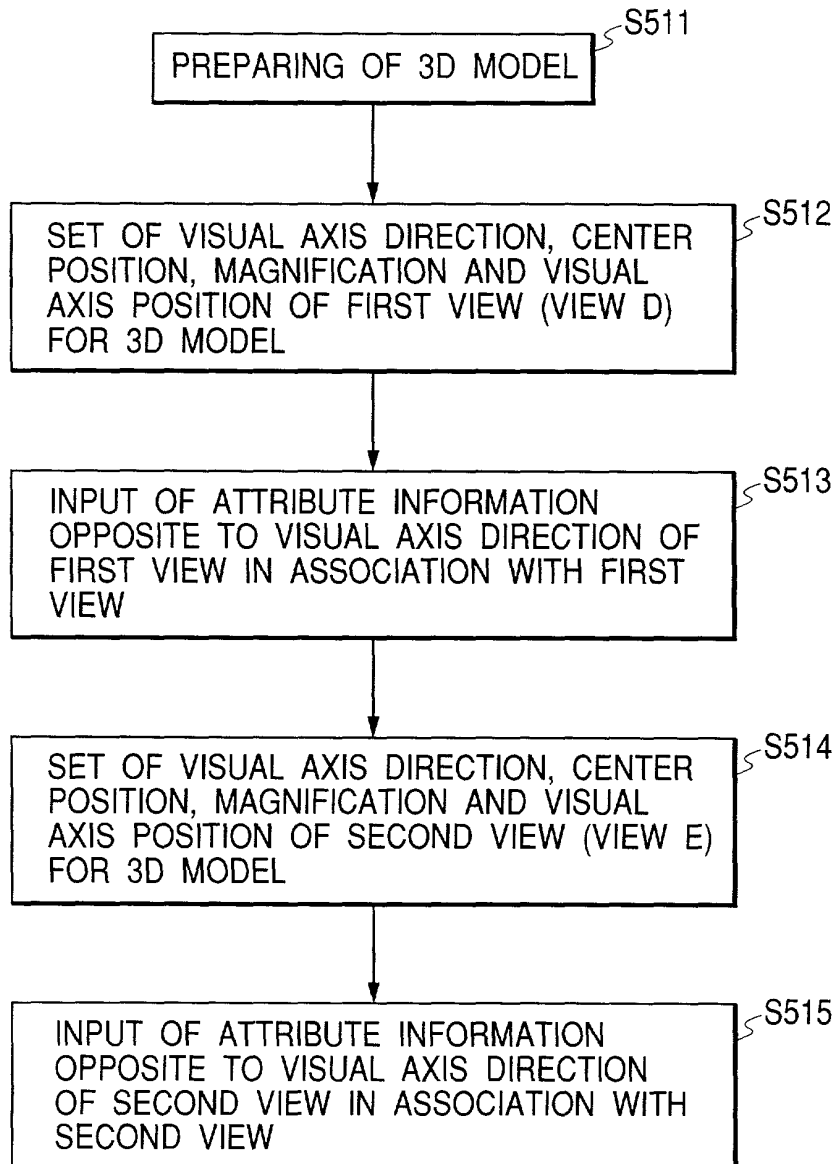 S511
PREPARING OF 3D MODEL
S512
SET OF VISUAL AXIS DIRECTION, CENTER
POSITION, MAGNIFICATION AND VISUAL
AXIS POSITION OF FIRST VIEW (VIEW D)
FOR 3D MODEL
S513
INPUT OF ATTRIBUTE INFORMATION
OPPOSITE TO VISUAL AXIS DIRECTION OF
FIRST VIEW IN ASSOCIATION WITH FIRST
VIEW
S514
SET OF VISUAL AXIS DIRECTION, CENTER
POSITION, MAGNIFICATION AND VISUAL
AXIS POSITION OF SECOND VIEW (VIEW E)
FOR 3D MODEL
S515
INPUT OF ATTRIBUTE INFORMATION
OPPOSITE TO VISUAL AXIS DIRECTION
OF SECOND VIEW IN ASSOCIATION WITH
SECOND VIEW